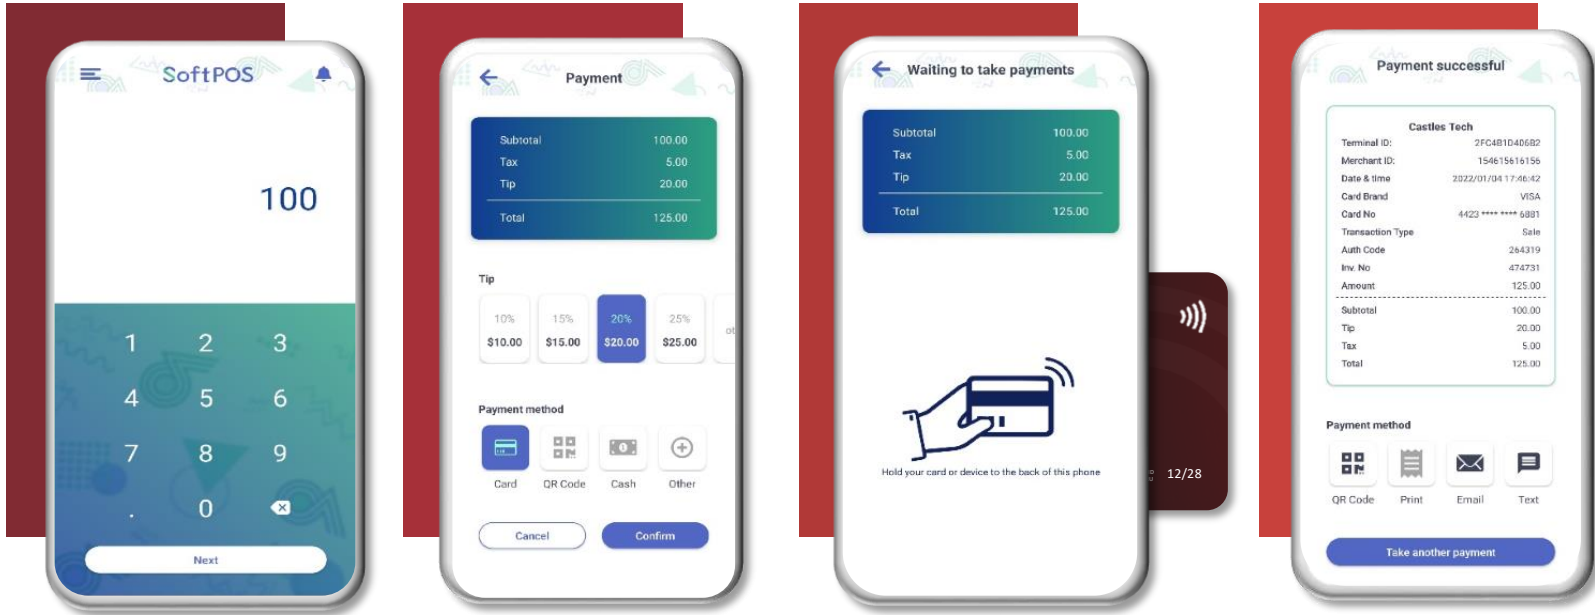 SoftPOS
100
1 2 3
4 5 6
7 8 9
. 0
Next
Payment
Subtotal 100.00
Tax 5.00
Tip 20.00
Total 125.00
Tip
10% 15% 20% 25%
$10.00 $15.00 $20.00 $25.00 ot
Payment method
Card QR Code Cash Other
Cancel Confirm
Waiting to take payments
Subtotal 100.00
Tax 5.00
Tip 20.00
Total 125.00
Hold your card or device to the back of this phone
12/28
Payment successful
Castles Tech
Terminal ID: 2FC4B1D406B2
Merchant ID: 154615616156
Date & time 2022/01/04 17:46:42
Card Brand VISA
Card No 4423 **** **** 6881
Transaction Type Sale
Auth Code 264319
Inv. No 474731
Amount 125.00
Subtotal 100.00
Tip 20.00
Tax 5.00
Total 125.00
Payment method
QR Code Print Email Text
Take another payment